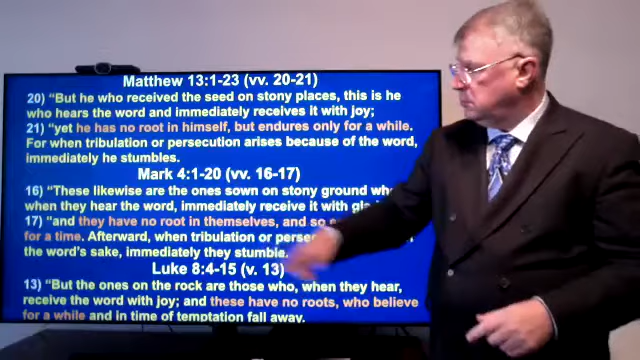 Matthew 13:1-23 (vv. 20-21)
20) “But he who received the seed on stony places, this is he
who hears the word and immediately receives it with joy;
21) “yet he has no root in himself, but endures only for a while.
For when tribulation or persecution arises because of the word,
immediately he stumbles.
Mark 4:1-20 (vv. 16-17)
16) “These likewise are the ones sown on stony ground
when they hear the word, immediately receive it with
17) “and they have no root in themselves, and so
for a time. Afterward, when tribulation or
the word's sake, immediately they stumble.
Luke 8:4-15 (v. 13)
13) “But the ones on the rock are those who, when they hear,
receive the word with joy; and these have no roots, who believe
for a while and in time of temptation fall away.